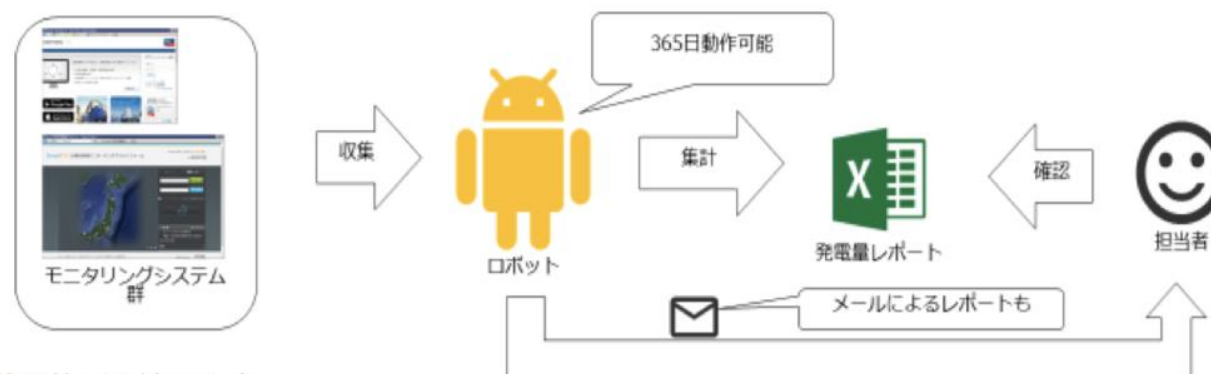 365日動作可能
収集
集計
確認
モニタリングシステム
群
ロボット
発電量レポート
担当者
メールによるレポートも